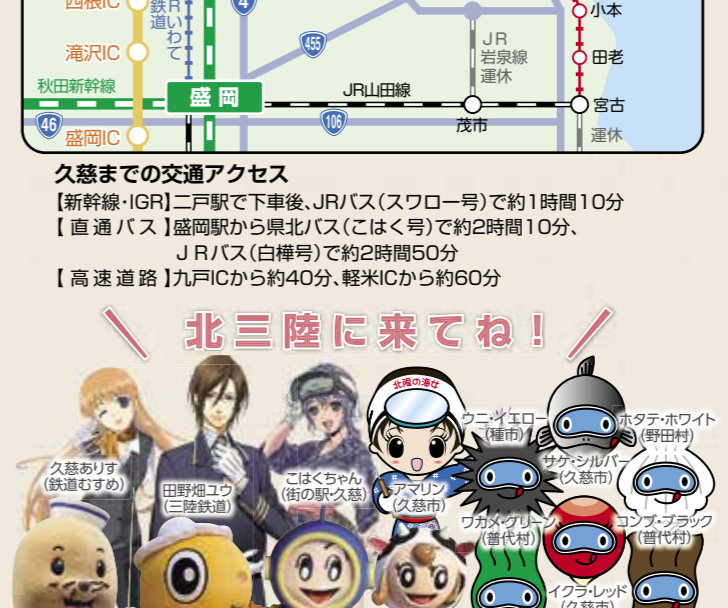 西根IC
鉄道
Rいわて
4
小本
滝沢IC
455
JR
岩泉線
運休
田老
秋田新幹線
盛岡
JR山田線
宮古
46
盛岡IC
106
茂市
運休
久慈までの交通アクセス
【新幹線・IGR】二戸駅で下車後、JRバス(スワロー号)で約1時間10分
【直通バス】盛岡駅から県北バス(こはく号)で約2時間10分、
JRバス(白樺号)で約2時間50分
【高速道路】九戸ICから約40分、軽米ICから約60分
北三陸に来てね!
北限の海女
ウニ・イエロー
(種市)
ホタテ・ホワイト
(野田村)
久慈ありす
(鉄道むすめ)
田野畑ユウ
(三陸鉄道)
こはくちゃん
(街の駅・久慈)
アマリン
(久慈市)
サケ・シルバー
(久慈市)
ワカメ・グリーン
(普代村)
コンブ・ブラック
(普代村)
イクラ・レッド
(久慈市)